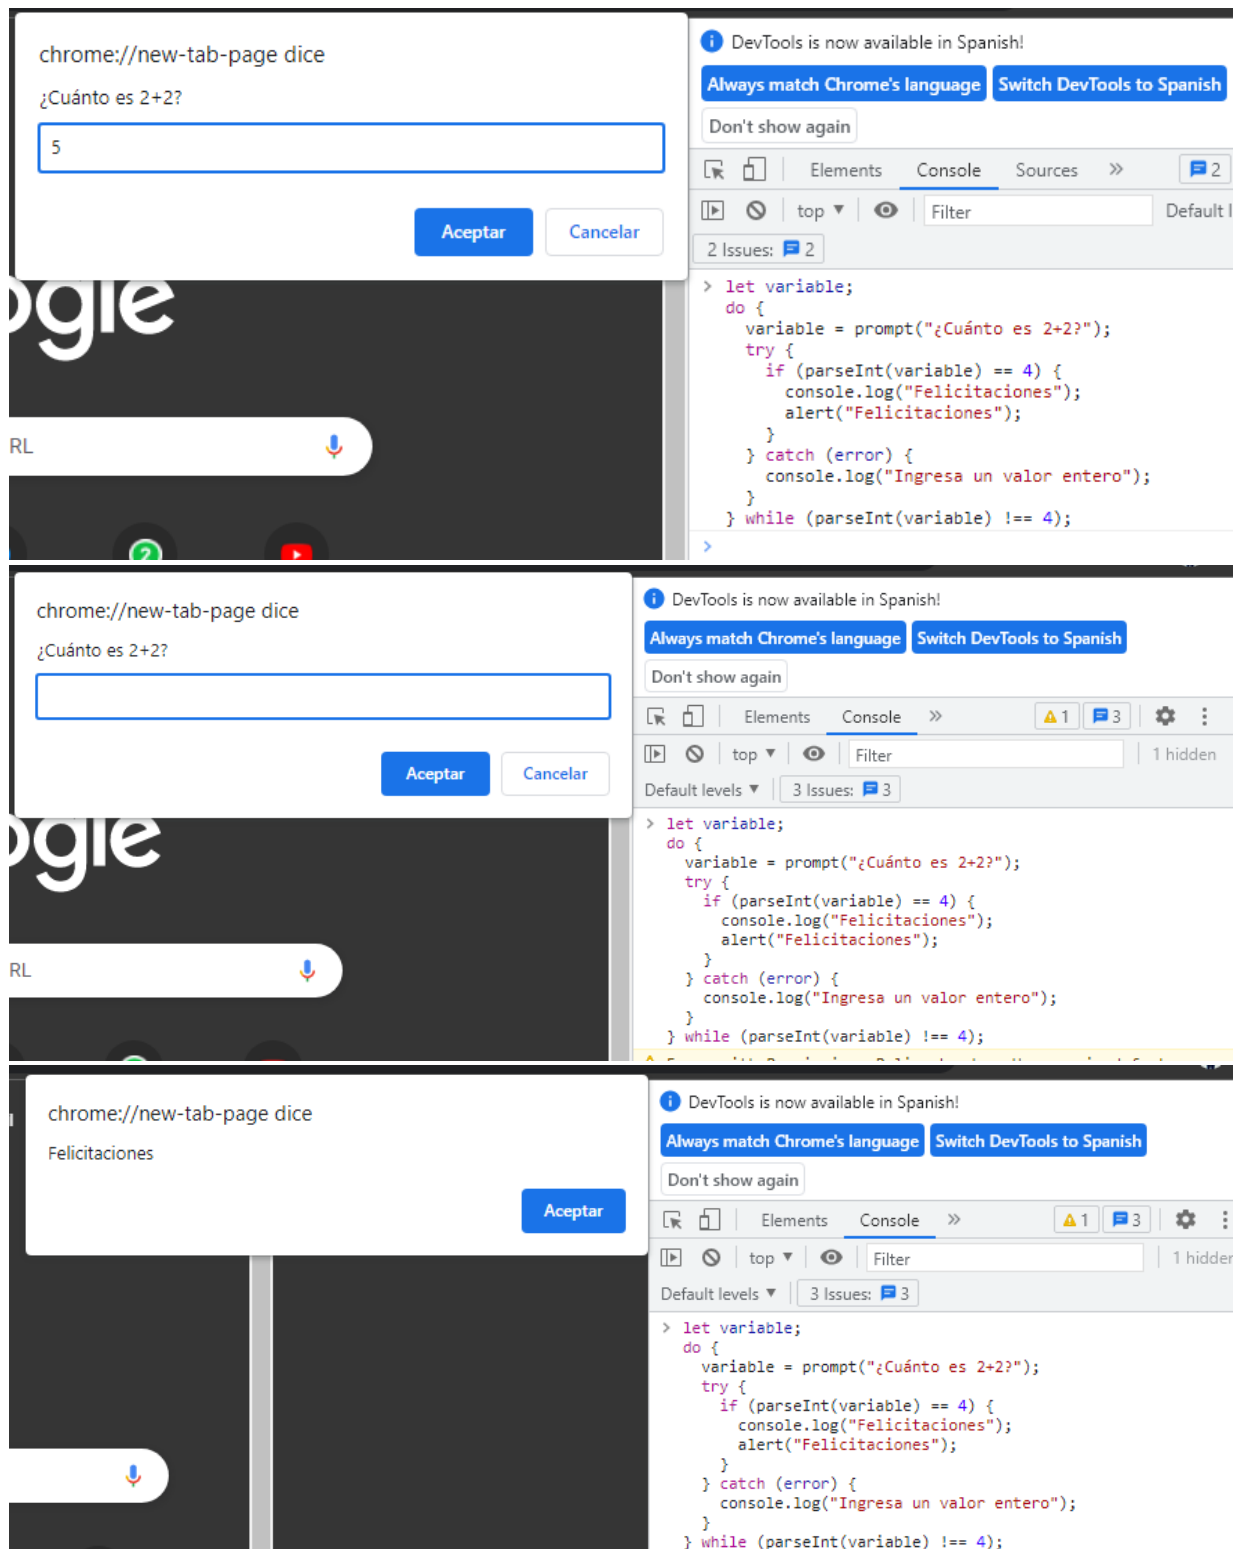 chrome://new-tab-page dice
¿Cuánto es 2+2?
5
Aceptar
Cancelar
ogle
RL
2
DevTools is now available in Spanish!
Always match Chrome's language
Switch DevTools to Spanish
Don't show again
Elements
Console
Sources
2
top
Filter
Default l
2 Issues: 2
let variable;
do {
variable = prompt("¿Cuánto es 2+2?");
try {
if (parseInt(variable) == 4) {
console.log("Felicitaciones");
alert("Felicitaciones");
}
} catch (error) {
console.log("Ingresa un valor entero");
}
} while (parseInt(variable) !== 4);
chrome://new-tab-page dice
¿Cuánto es 2+2?
Aceptar
Cancelar
ogle
RL
DevTools is now available in Spanish!
Always match Chrome's language
Switch DevTools to Spanish
Don't show again
Elements
Console
1
3
top
Filter
1 hidden
Default levels
3 Issues: 3
let variable;
do {
variable = prompt("¿Cuánto es 2+2?");
try {
if (parseInt(variable) == 4) {
console.log("Felicitaciones");
alert("Felicitaciones");
}
} catch (error) {
console.log("Ingresa un valor entero");
}
} while (parseInt(variable) !== 4);
chrome://new-tab-page dice
Felicitaciones
Aceptar
DevTools is now available in Spanish!
Always match Chrome's language
Switch DevTools to Spanish
Don't show again
Elements
Console
1
3
top
Filter
1 hidden
Default levels
3 Issues: 3
let variable;
do {
variable = prompt("¿Cuánto es 2+2?");
try {
if (parseInt(variable) == 4) {
console.log("Felicitaciones");
alert("Felicitaciones");
}
} catch (error) {
console.log("Ingresa un valor entero");
}
} while (parseInt(variable) !== 4);